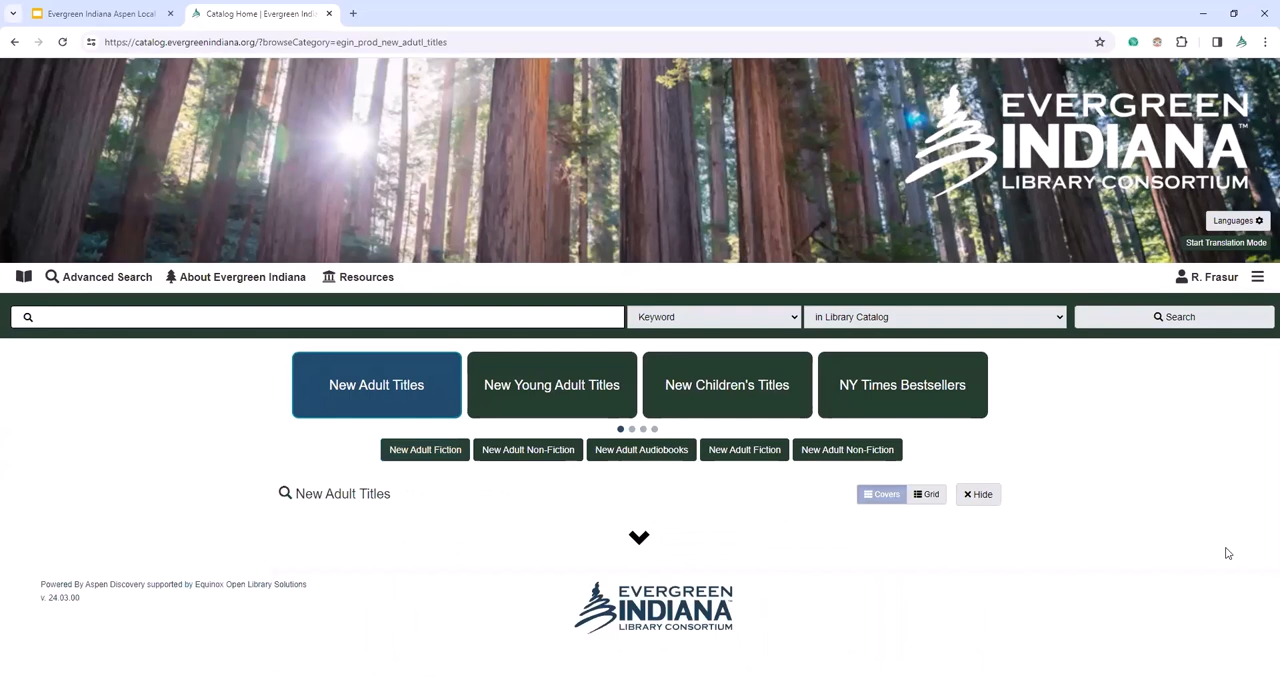 Evergreen Indiana Aspen Local
Catalog Home | Evergreen Indi
https://catalog.evergreenindiana.org/?browseCategory=egin_prod_new_adutl_titles
EVERGREEN
INDIANA™
LIBRARY CONSORTIUM
Languages
Start Translation Mode
Advanced Search About Evergreen Indiana Resources R. Frasur
Keyword in Library Catalog Search
New Adult Titles New Young Adult Titles New Children's Titles NY Times Bestsellers
New Adult Fiction New Adult Non-Fiction New Adult Audiobooks New Adult Fiction New Adult Non-Fiction
New Adult Titles Covers Grid Hide
Powered By Aspen Discovery supported by Equinox Open Library Solutions
v. 24.03.00
EVERGREEN
INDIANA™
LIBRARY CONSORTIUM